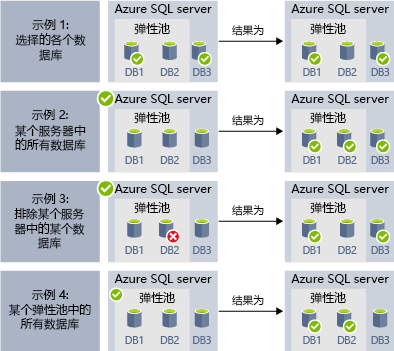 示例 1:
选择的各个数
据库
Azure SQL server
弹性池
DB1 DB2 DB3
结果为
Azure SQL server
弹性池
DB1 DB2 DB3
示例 2:
某个服务器中
的所有数据库
Azure SQL server
弹性池
DB1 DB2 DB3
结果为
Azure SQL server
弹性池
DB1 DB2 DB3
示例 3:
排除某个服务
器中的某个数
据库
Azure SQL server
弹性池
DB1 DB2 DB3
结果为
Azure SQL server
弹性池
DB1 DB2 DB3
示例 4:
某个弹性池中的
所有数据库
Azure SQL server
弹性池
DB1 DB2 DB3
结果为
Azure SQL server
弹性池
DB1 DB2 DB3